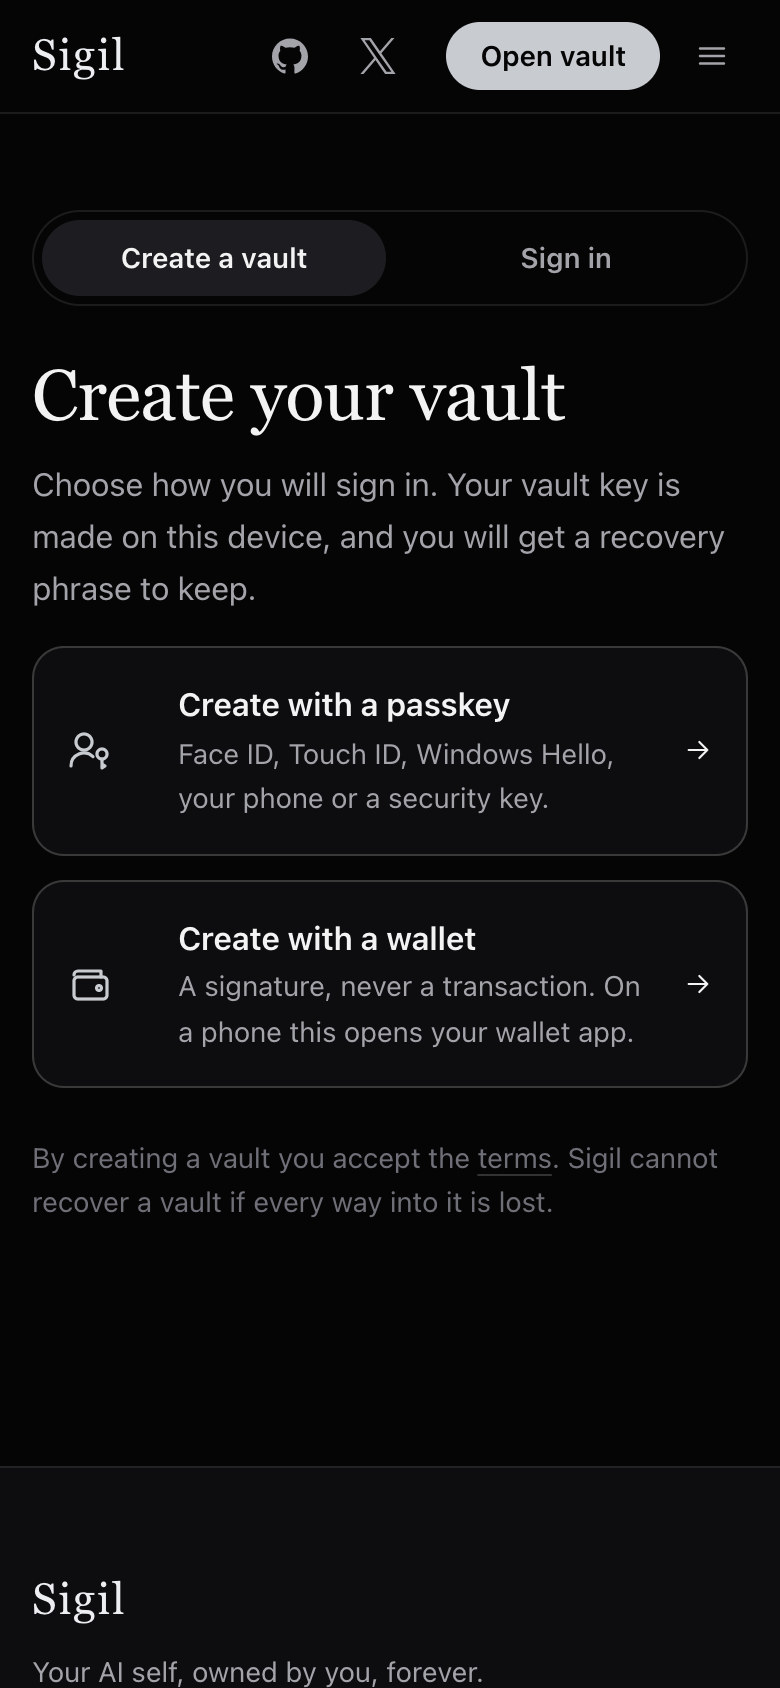 Sigil
Open vault
Create a vault
Sign in
Create your vault
Choose how you will sign in. Your vault key is
made on this device, and you will get a recovery
phrase to keep.
Create with a passkey
Face ID, Touch ID, Windows Hello,
your phone or a security key.
Create with a wallet
A signature, never a transaction. On
a phone this opens your wallet app.
By creating a vault you accept the terms. Sigil cannot
recover a vault if every way into it is lost.
Sigil
Your AI self, owned by you, forever.